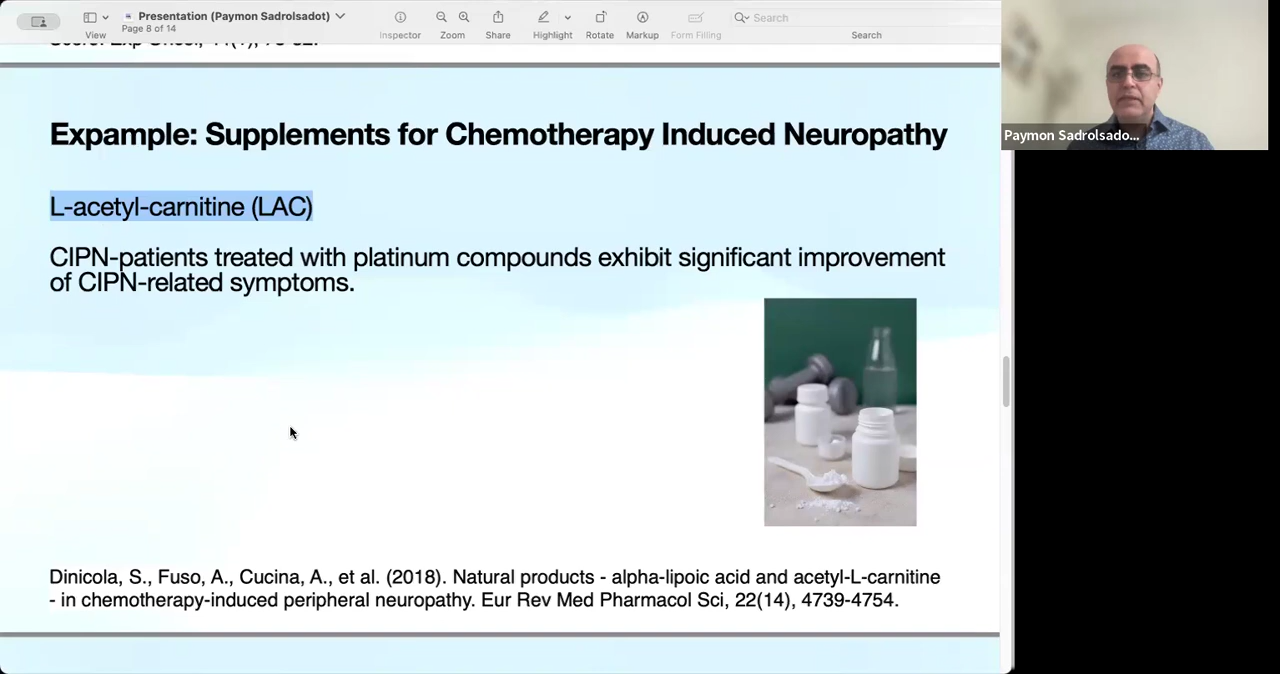 Presentation (Paymon Sadrolsadot)
Page 8 of 14
View
Inspector
Zoom
Share
Highlight
Rotate
Markup
Form Filling
Search
Search
Paymon Sadrolsado...
Expample: Supplements for Chemotherapy Induced Neuropathy
L-acetyl-carnitine (LAC)
CIPN-patients treated with platinum compounds exhibit significant improvement
of CIPN-related symptoms.
Dinicola, S., Fuso, A., Cucina, A., et al. (2018). Natural products - alpha-lipoic acid and acetyl-L-carnitine
- in chemotherapy-induced peripheral neuropathy. Eur Rev Med Pharmacol Sci, 22(14), 4739-4754.